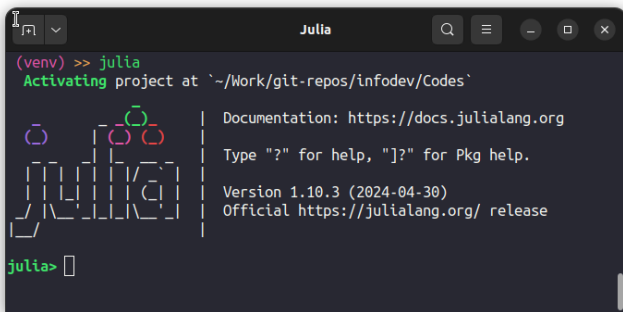 Julia
(venv) >> julia
Activating project at `~/Work/git-repos/infodev/Codes`
Documentation: https://docs.julialang.org
Type "?" for help, "]?" for Pkg help.
Version 1.10.3 (2024-04-30)
Official https://julialang.org/ release
julia>